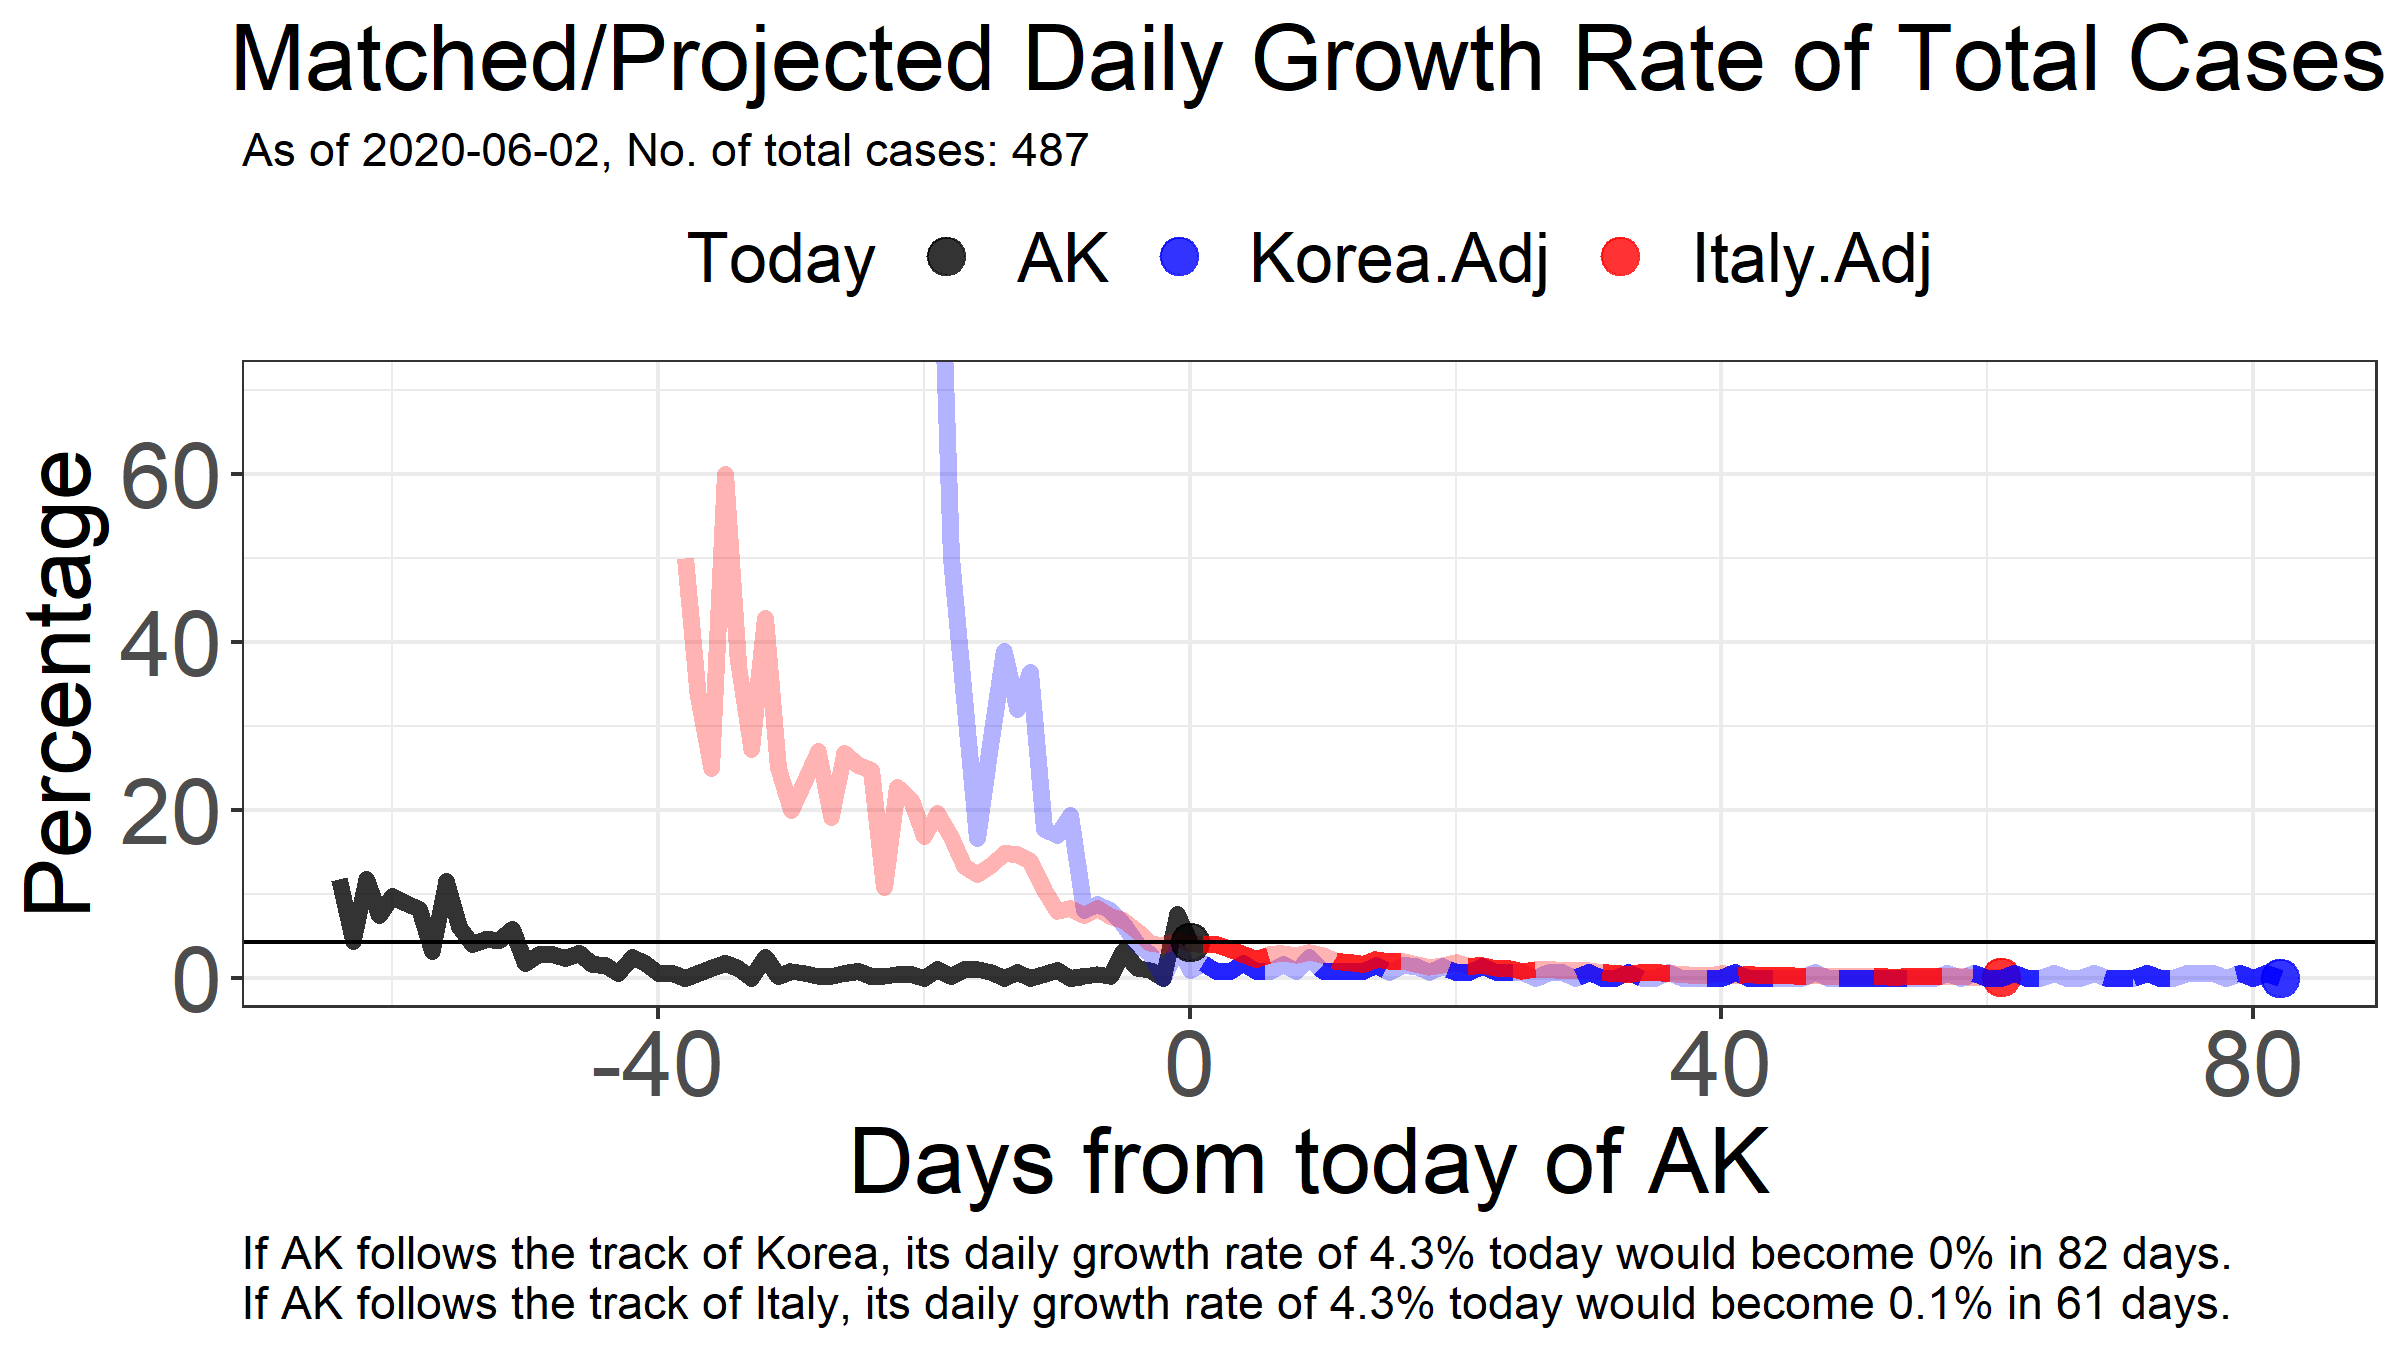 Matched/Projected Daily Growth Rate of Total Cases
As of 2020-06-02, No. of total cases: 487
Today AK Korea.Adj Italy.Adj
Percentage
60
40
20
0
-40 0 40 80
Days from today of AK
If AK follows the track of Korea, its daily growth rate of 4.3% today would become 0% in 82 days.
If AK follows the track of Italy, its daily growth rate of 4.3% today would become 0.1% in 61 days.